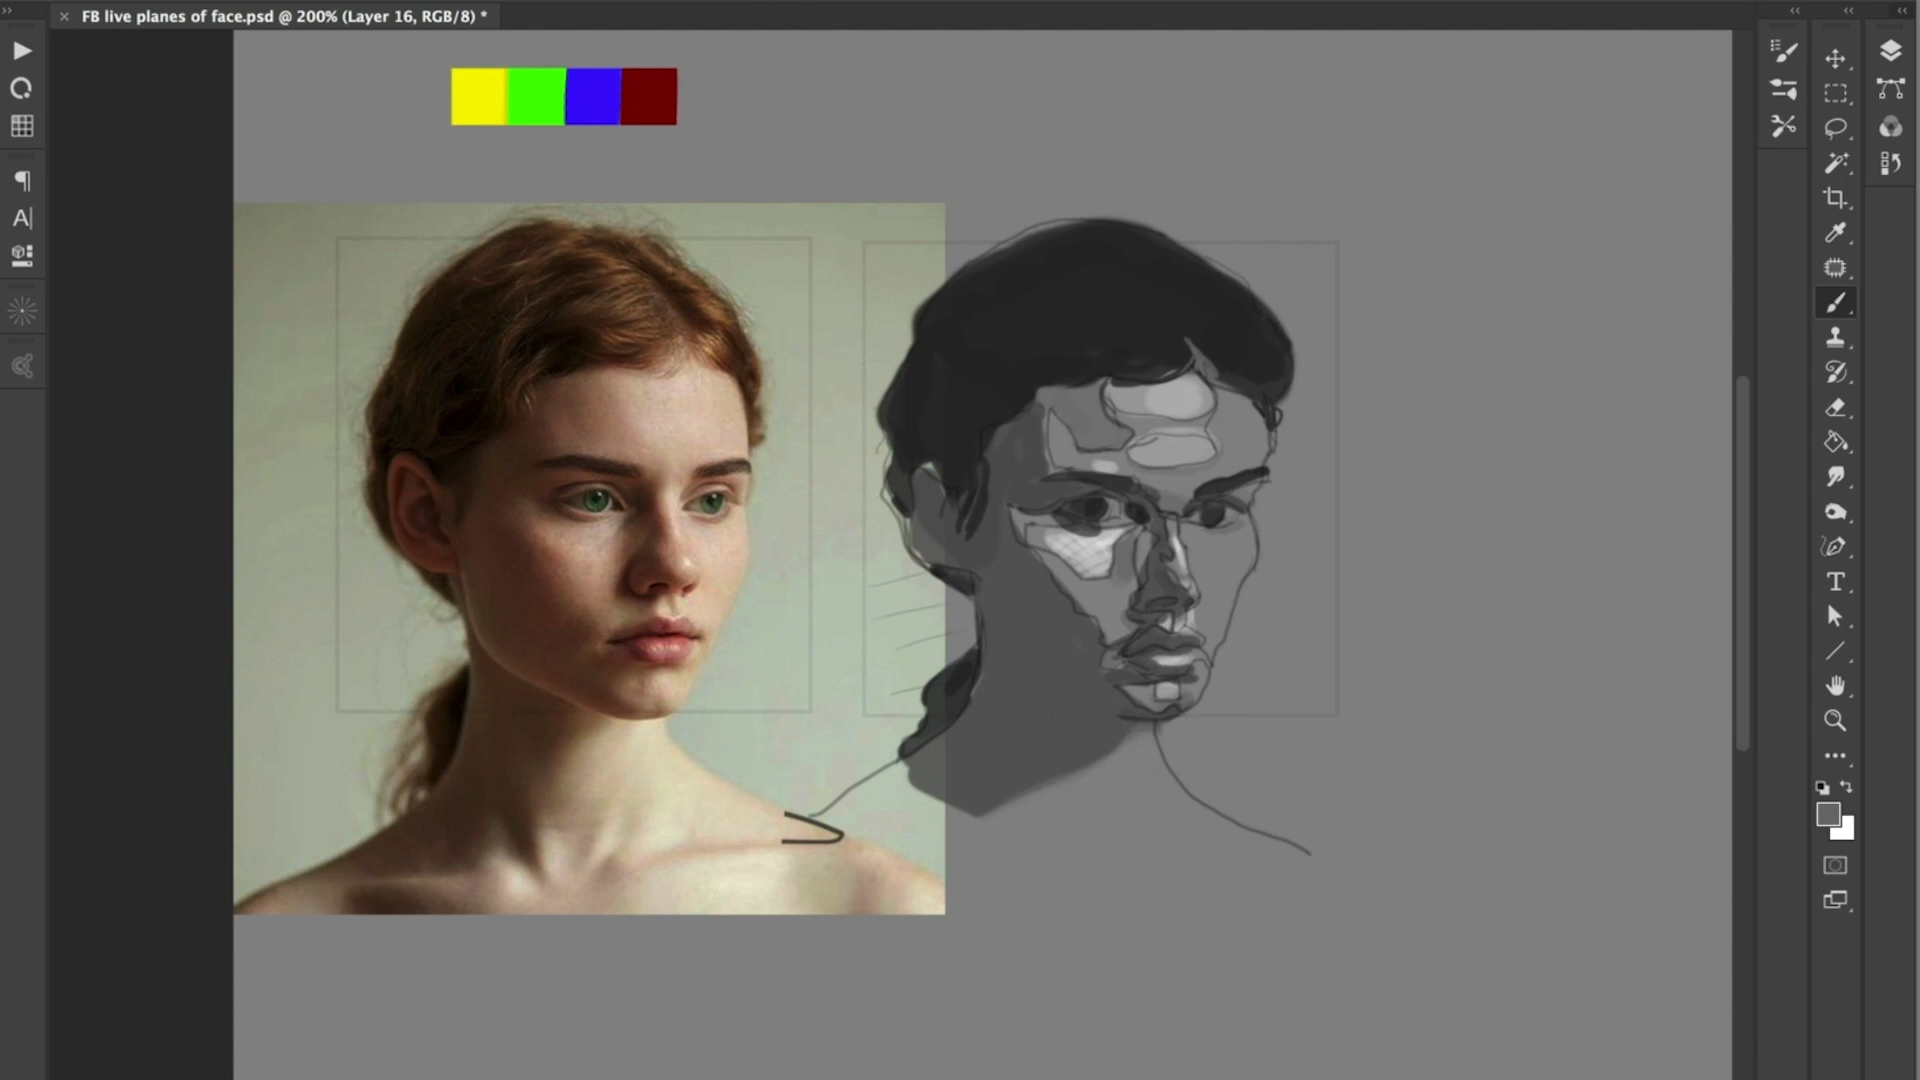 FB live planes of face.psd @ 200% (Layer 16, RGB/8) *